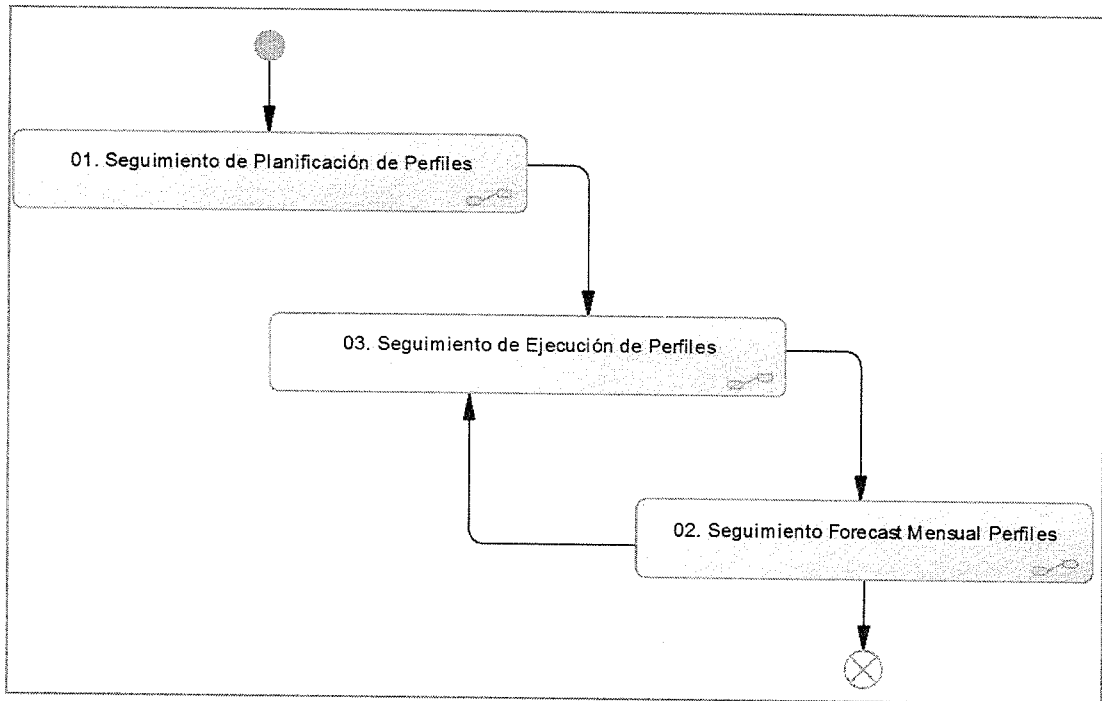 01. Seguimiento de Planificación de Perfiles
03. Seguimiento de Ejecución de Perfiles
02. Seguimiento Forecast Mensual Perfiles